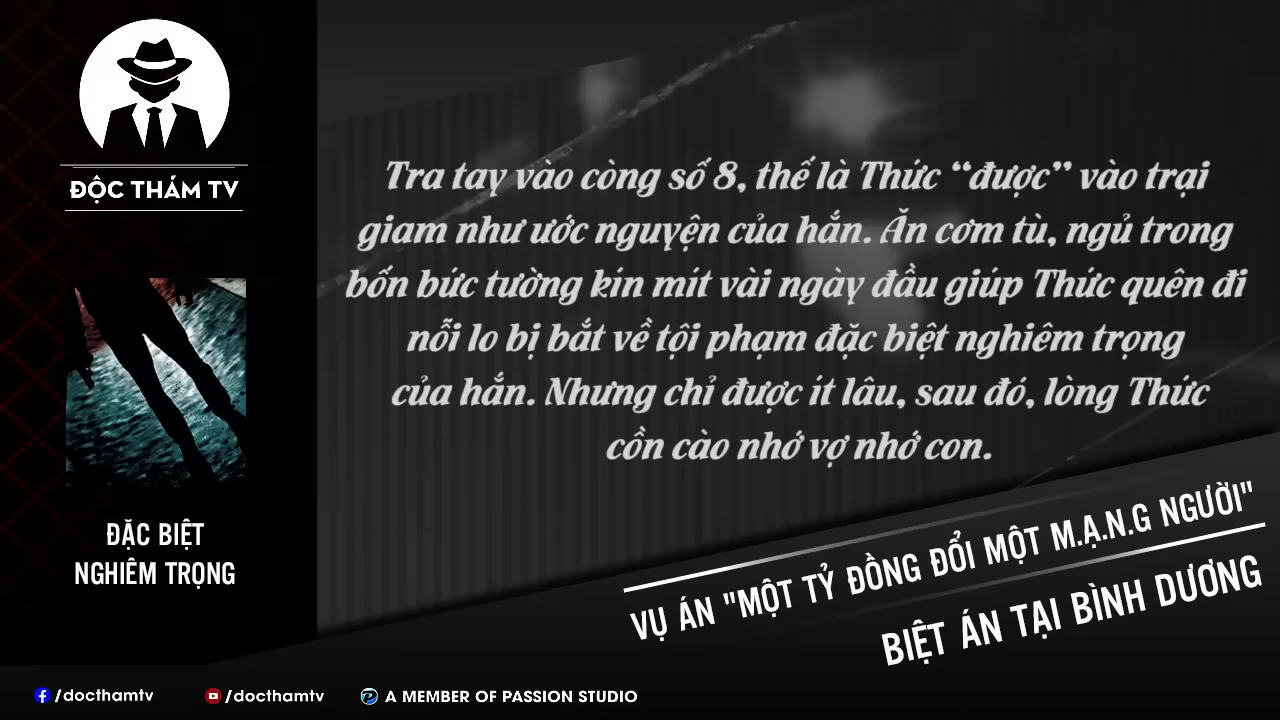 ĐỘC THÁM TV
ĐẶC BIỆT
NGHIÊM TRỌNG
Tra tay vào còng số 8, thế là Thức “được” vào trại
giam như ước nguyện của hắn. Ăn cơm tù, ngủ trong
bốn bức tường kín mít vài ngày đầu giúp Thức quên đi
nỗi lo bị bắt về tội phạm đặc biệt nghiêm trọng
của hắn. Nhưng chỉ được ít lâu, sau đó, lòng Thức
cồn cào nhớ vợ nhớ con.
VỤ ÁN "MỘT TỶ ĐỒNG ĐỔI MỘT M.Ạ.N.G NGƯỜI"
BIỆT ÁN TẠI BÌNH DƯƠNG
/docthamtv
/docthamtv
A MEMBER OF PASSION STUDIO